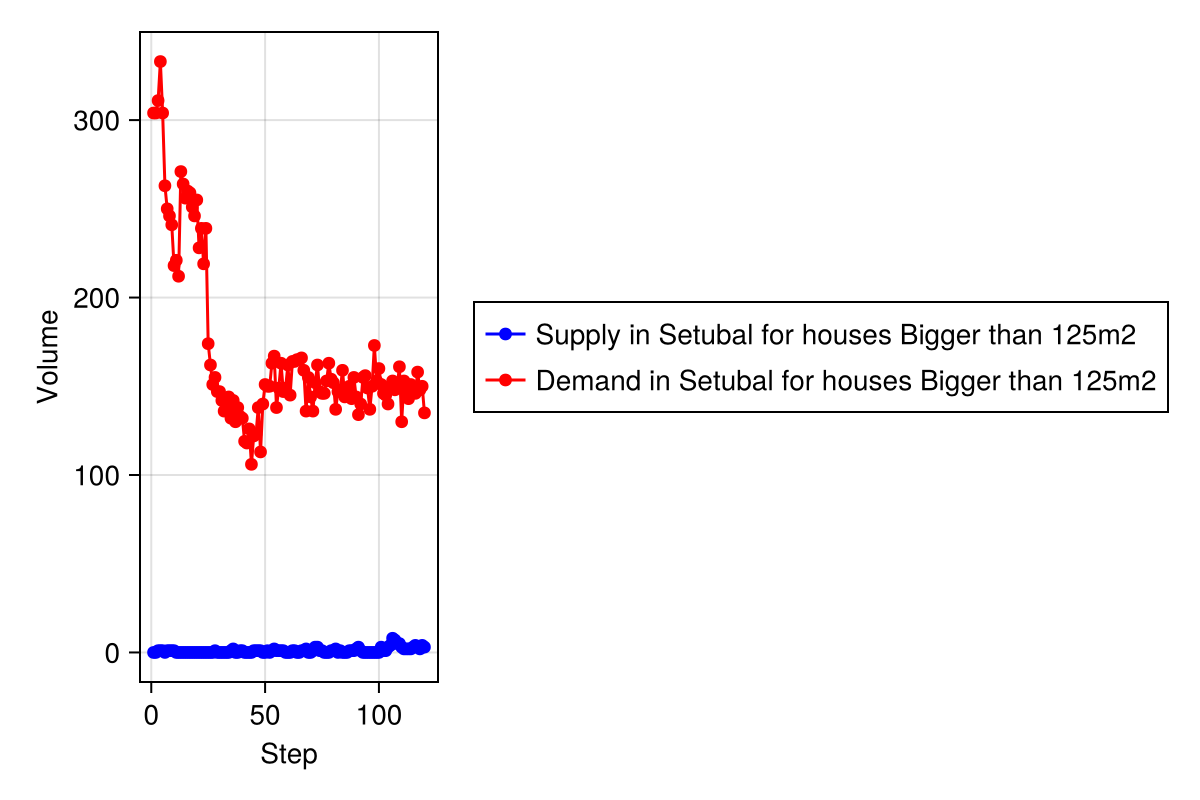 Volume
300
200
100
0
0 50 100
Step
Supply in Setubal for houses Bigger than 125m2
Demand in Setubal for houses Bigger than 125m2